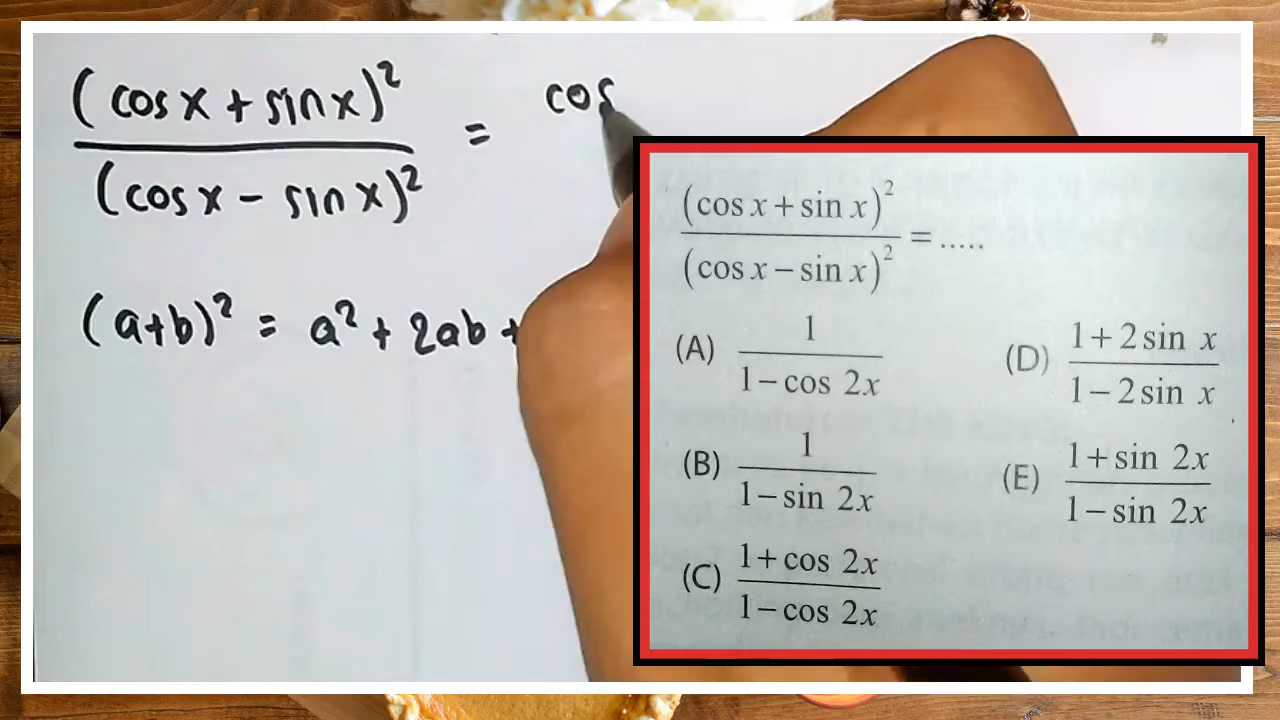 (cos x + sin x)²
(cos x - sin x)²
= cos
(a+b)² = a² + 2ab +
(cos x + sin x)²
(cos x − sin x)²
= .....
(A) 1
1 − cos 2x
(B) 1
1 − sin 2x
(C) 1 + cos 2x
1 − cos 2x
(D) 1 + 2 sin x
1 − 2 sin x
(E) 1 + sin 2x
1 − sin 2x